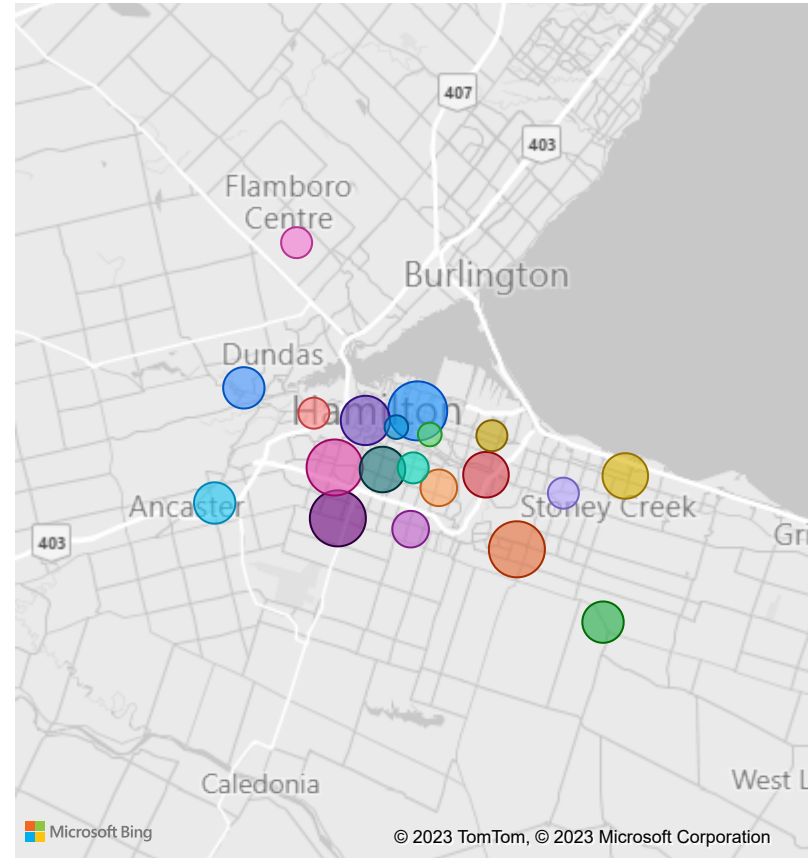 407
403
Flamboro
Centre
Burlington
Dundas
Hamilton
Ancaster
Stoney Creek
403
Gri
Caledonia
West L
Microsoft Bing
© 2023 TomTom, © 2023 Microsoft Corporation